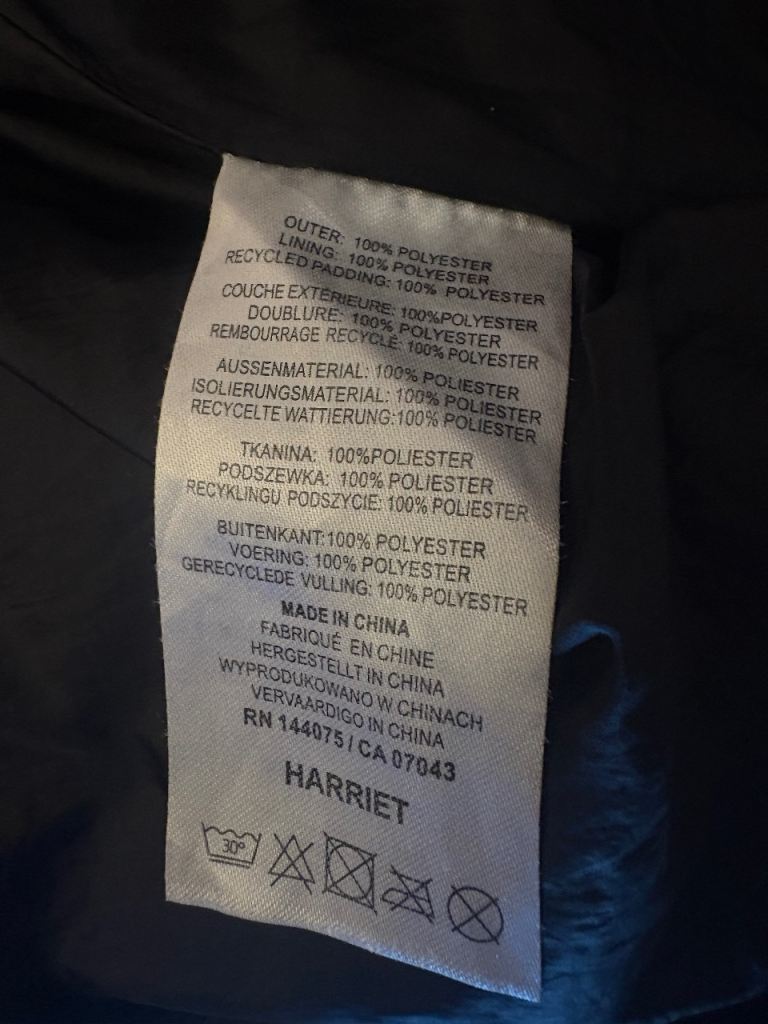 OUTER: 100% POLYESTER
LINING: 100% POLYESTER
RECYCLED PADDING: 100% POLYESTER
COUCHE EXTÉRIEURE: 100%POLYESTER
DOUBLURE: 100% POLYESTER
REMBOURRAGE RECYCLÉ: 100% POLYESTER
AUSSENMATERIAL: 100% POLIESTER
ISOLIERUNGSMATERIAL: 100% POLIESTER
RECYCELTE WATTIERUNG:100% POLIESTER
TKANINA: 100%POLIESTER
PODSZEWKA: 100% POLIESTER
RECYKLINGU PODSZYCIE: 100% POLIESTER
BUITENKANT:100% POLYESTER
VOERING: 100% POLYESTER
GERECYCLEDE VULLING: 100% POLYESTER
MADE IN CHINA
FABRIQUÉ EN CHINE
HERGESTELLT IN CHINA
WYPRODUKOWANO W CHINACH
VERVAARDIGO IN CHINA
RN 144075 / CA 07043
HARRIET
30°